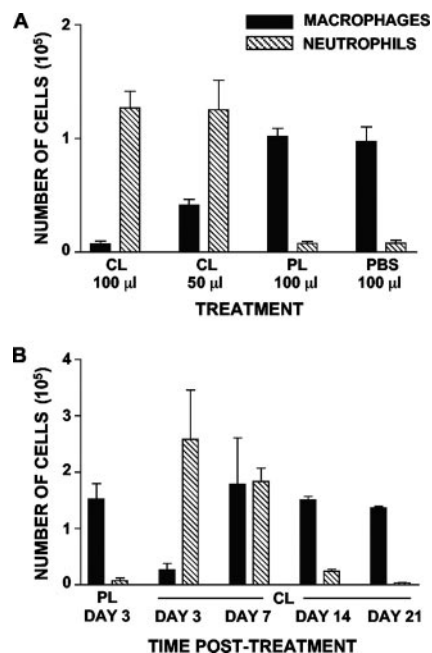 A
MACROPHAGES
NEUTROPHILS
NUMBER OF CELLS (10⁵)
2
1
0
CL CL PL PBS
100 µl 50 µl 100 µl 100 µl
TREATMENT
B
NUMBER OF CELLS (10⁵)
4
3
2
1
0
PL CL
DAY 3 DAY 3 DAY 7 DAY 14 DAY 21
TIME POST-TREATMENT